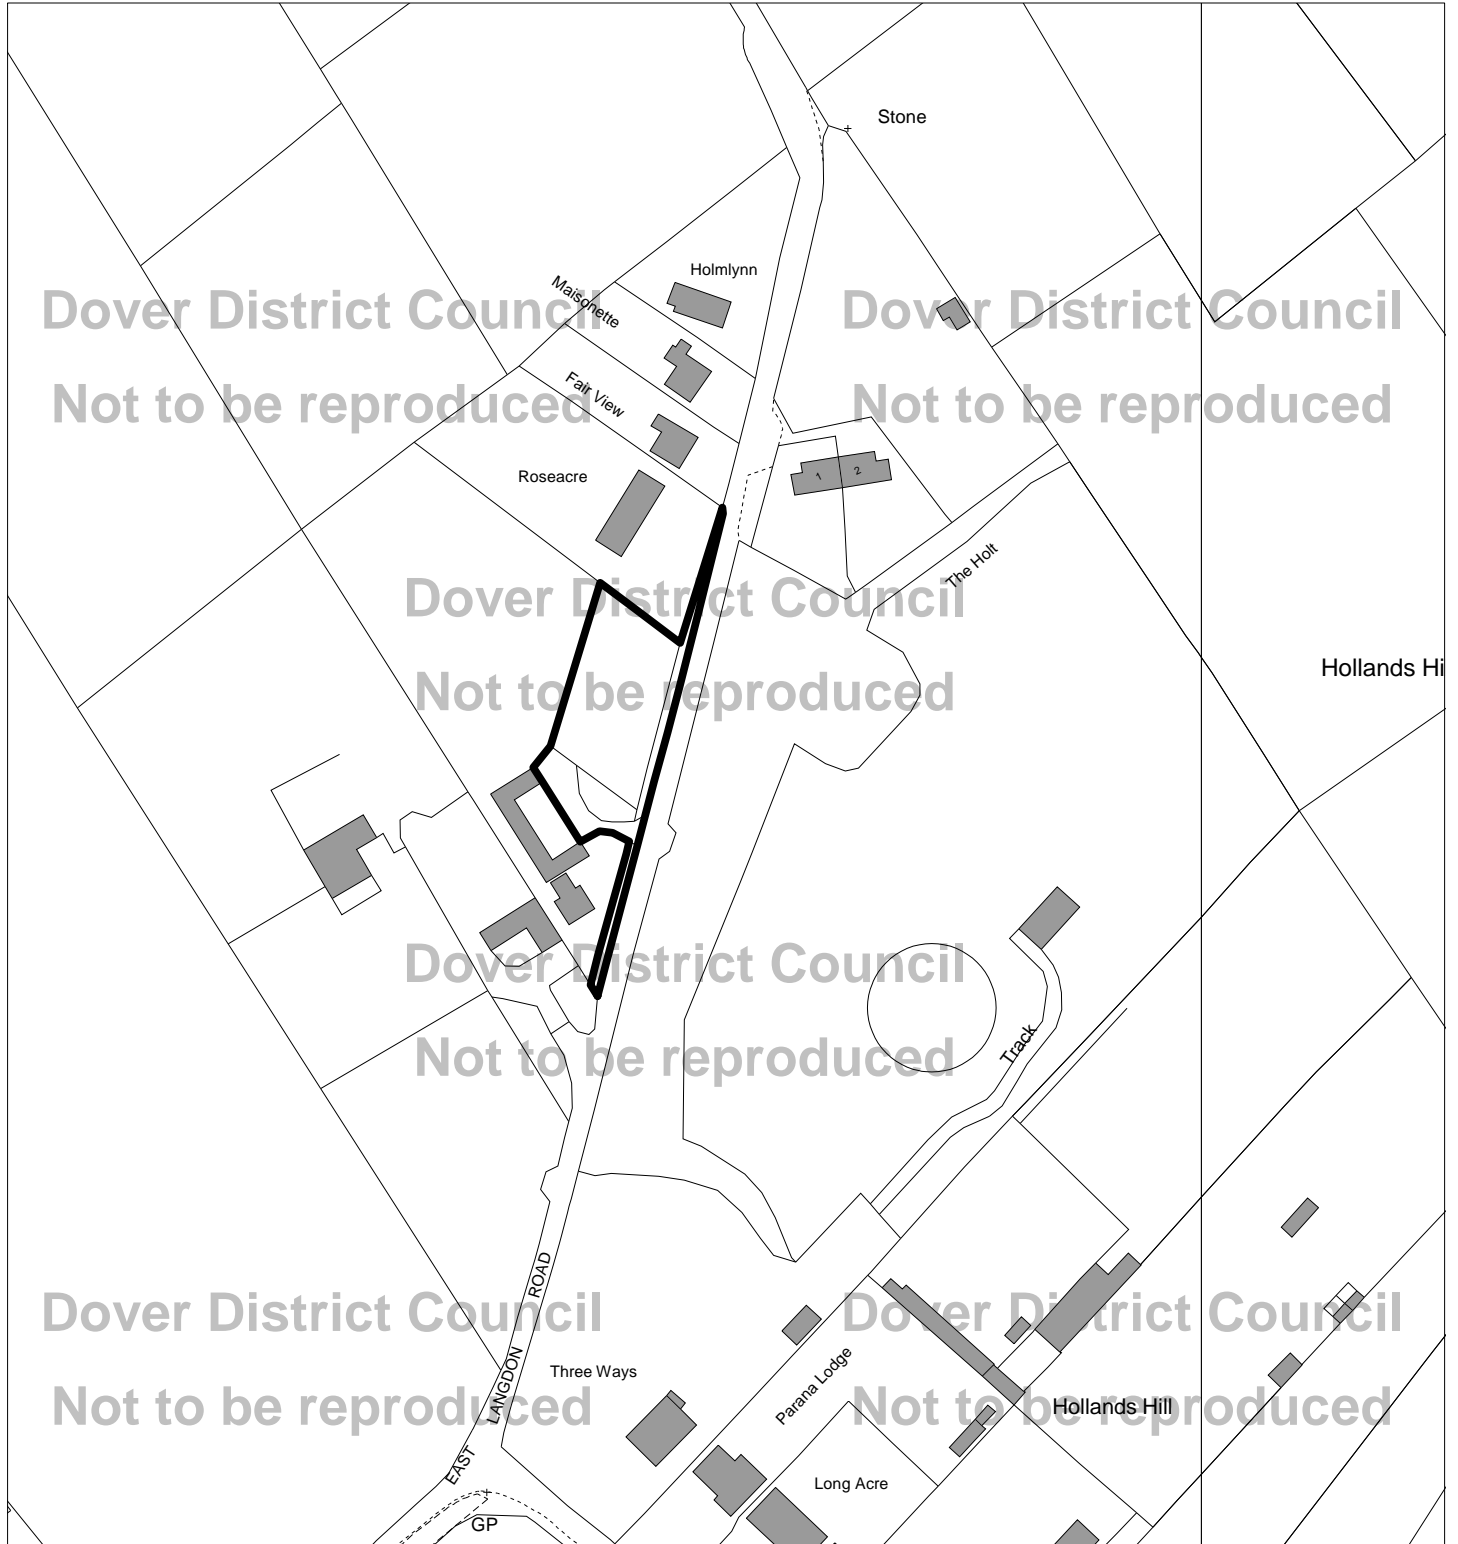 Stone
Holmlynn
Maisonette
Dover District Council
Dover District Council
Fair View
Not to be reproduced
Not to be reproduced
Roseacre
1
2
The Holt
Dover District Council
Hollands Hi
Not to be reproduced
Dover District Council
Track
Not to be reproduced
Dover District Council
Dover District Council
Three Ways
Parana Lodge
Not to be reproduced
Not to be reproduced
Hollands Hill
EAST LANGDON ROAD
Long Acre
GP